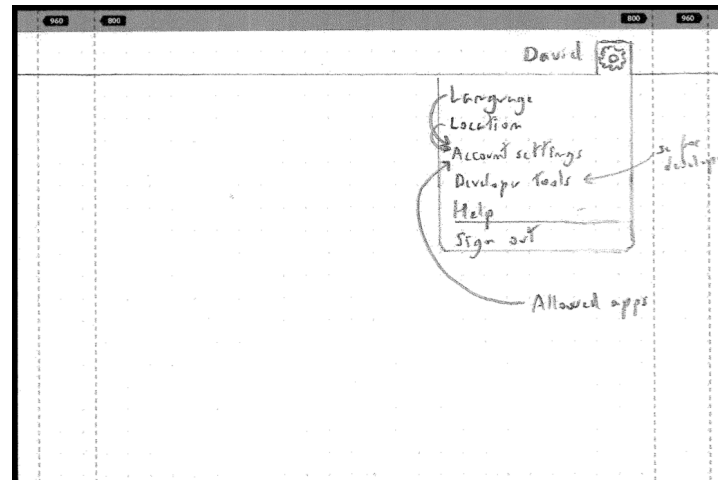 960 800 800 960
David
Language
Location
Account settings
Developer tools
Help
Sign out
Allowed apps